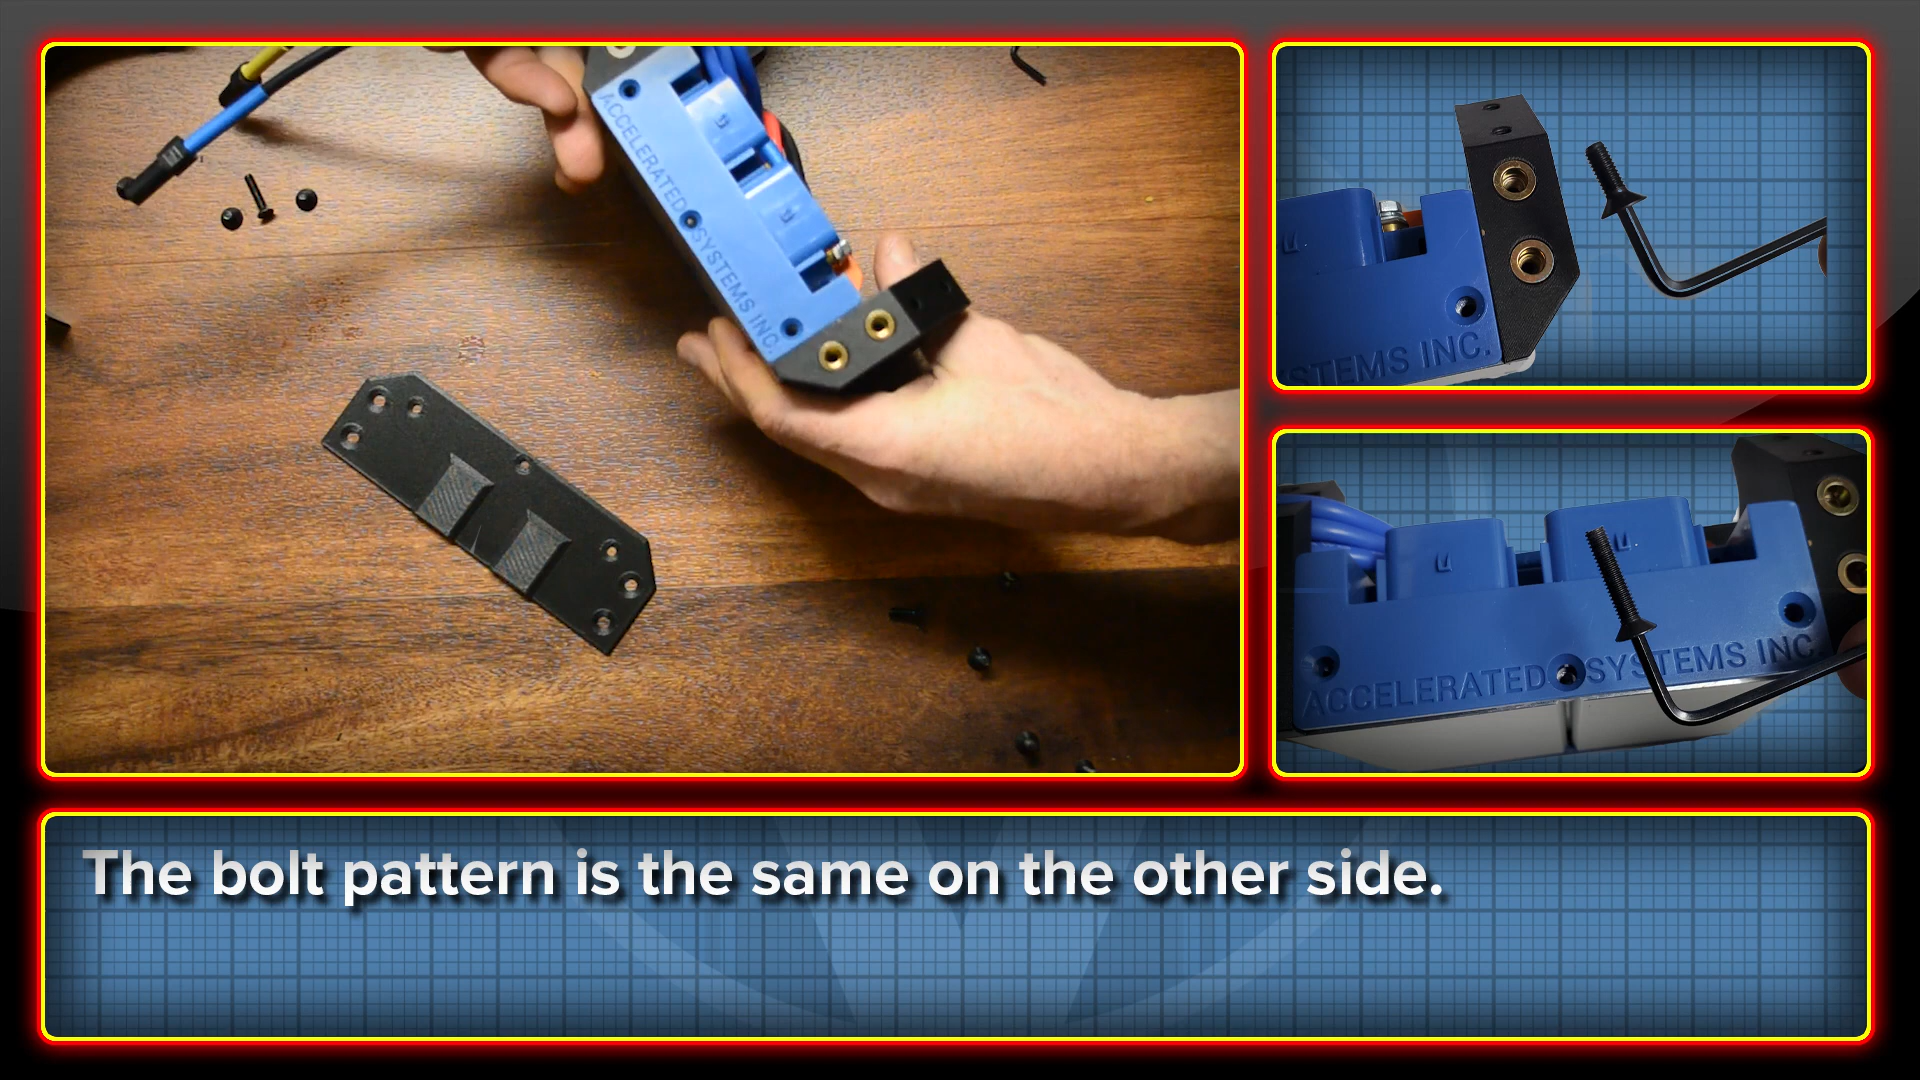 ACCELERATED SYSTEMS INC.
STEMS INC.
ACCELERATED SYSTEMS INC
The bolt pattern is the same on the other side.